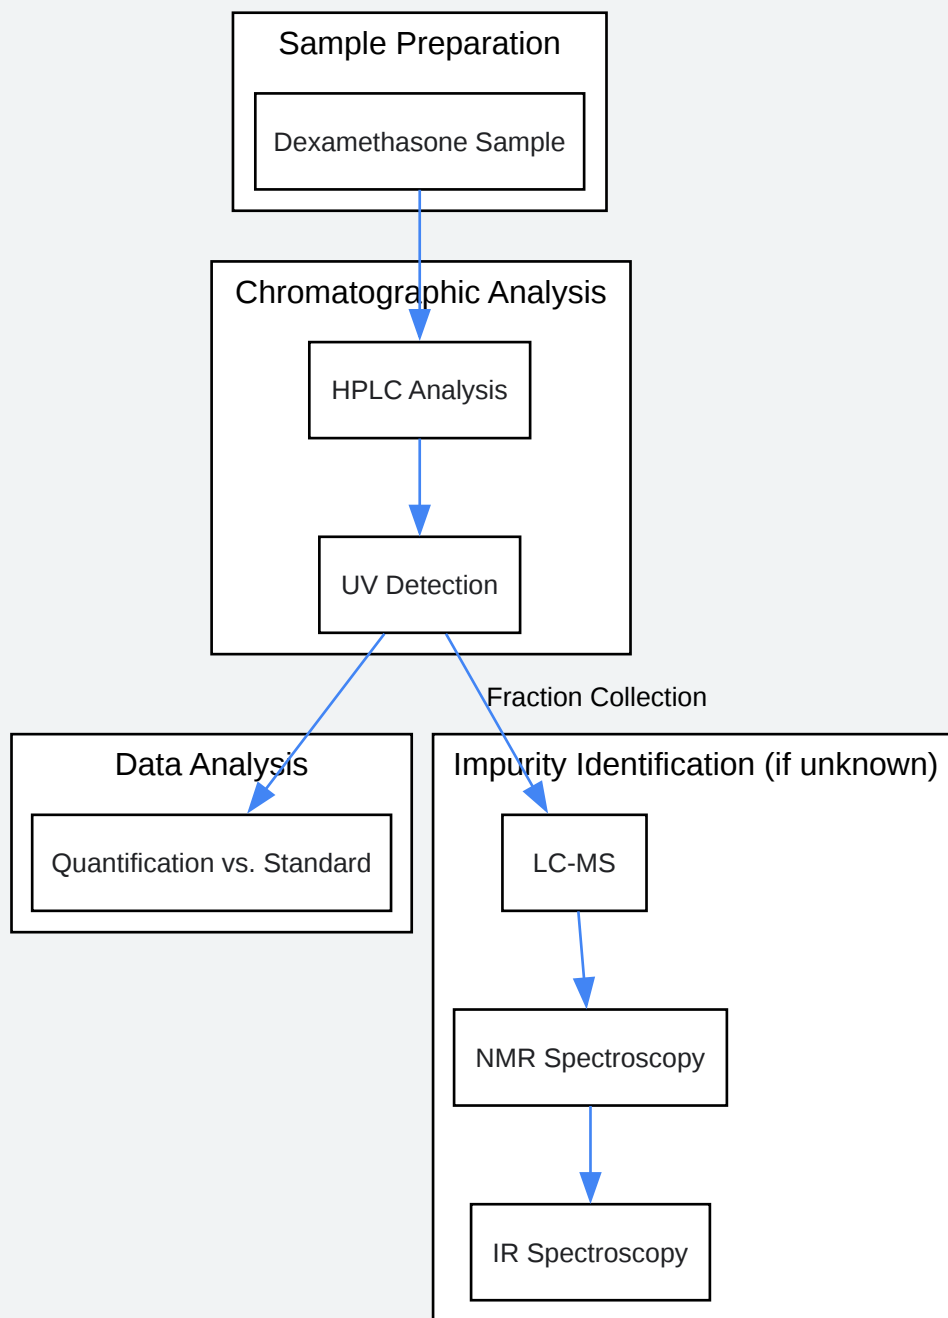 Sample Preparation
Dexamethasone Sample
Chromatographic Analysis
HPLC Analysis
UV Detection
Fraction Collection
Data Analysis
Quantification vs. Standard
Impurity Identification (if unknown)
LC-MS
NMR Spectroscopy
IR Spectroscopy